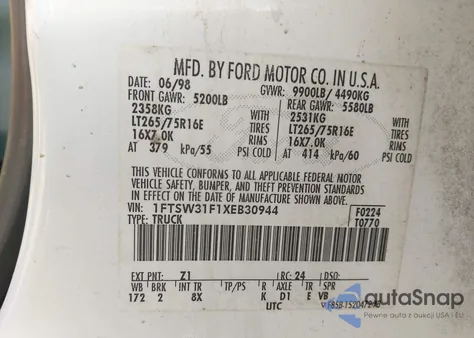 MFD. BY FORD MOTOR CO. IN U.S.A.
DATE: 06/98 GVWR: 9900LB/ 4490KG
FRONT GAWR: 5200LB REAR GAWR: 5580LB
2358KG 2531KG
LT265/75R16E TIRES LT265/75R16E TIRES
16X7.0K RIMS 16X7.0K RIMS
AT 379 kPa/55 PSI COLD AT 414 kPa/60 PSI COLD
THIS VEHICLE CONFORMS TO ALL APPLICABLE FEDERAL MOTOR
VEHICLE SAFETY, BUMPER, AND THEFT PREVENTION STANDARDS
IN EFFECT ON THE DATE OF MANUFACTURE SHOWN ABOVE.
VIN: 1FTSW31F1XEB30944 F0224
TYPE: TRUCK T0770
EXT PNT: Z1 RC: 24 DSO:
WB BRK INT TR TP/PS R AXLE TR SPR
172 2 8X K D1 E VB
UTC
autaSnap
Pewne auta z USA i Kanady